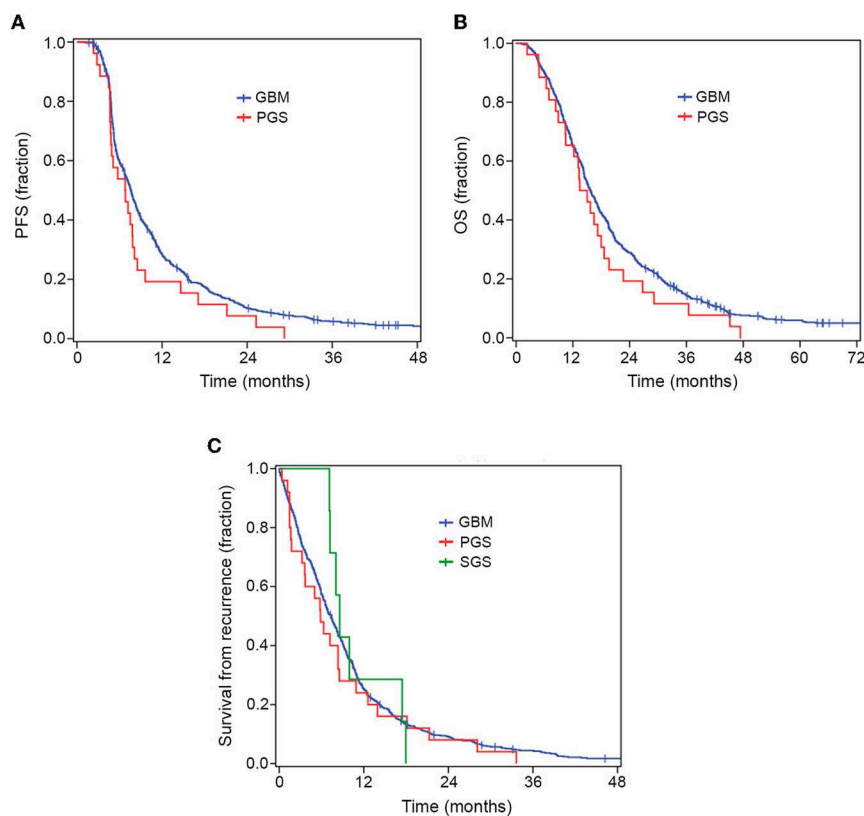 A
1.0
0.8
0.6
0.4
0.2
0.0
PFS (fraction)
GBM
PGS
0 12 24 36 48
Time (months)
B
1.0
0.8
0.6
0.4
0.2
0.0
OS (fraction)
GBM
PGS
0 12 24 36 48 60 72
Time (months)
C
1.0
0.8
0.6
0.4
0.2
0.0
Survival from recurrence (fraction)
GBM
PGS
SGS
0 12 24 36 48
Time (months)